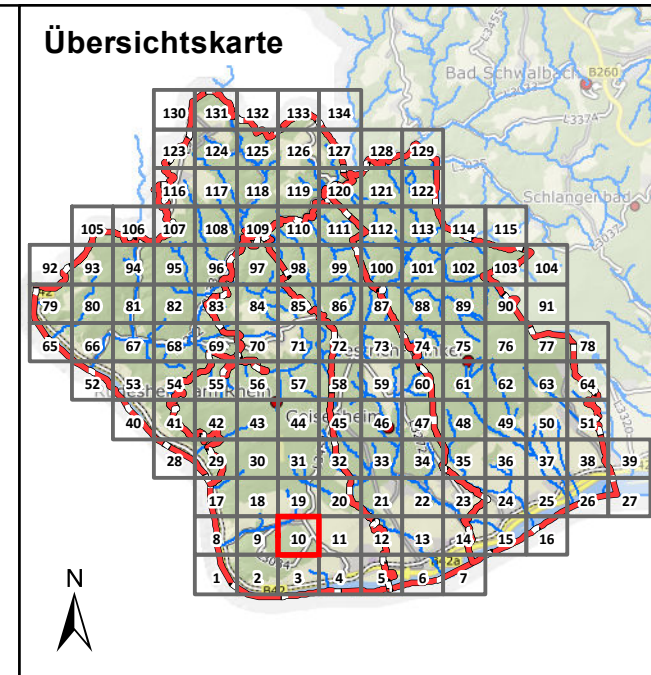 Übersichtskarte
L3455
Bad Schwalbach
B260
L3374
L3035
Schlangenbad
L3037
130 131 132 133 134
123 124 125 126 127 128 129
116 117 118 119 120 121 122
105 106 107 108 109 110 111 112 113 114 115
92 93 94 95 96 97 98 99 100 101 102 103 104
79 80 81 82 83 84 85 86 87 88 89 90 91
65 66 67 68 69 70 71 72 73 74 75 76 77 78
52 53 54 55 56 57 58 59 60 61 62 63 64
40 41 42 43 44 45 46 47 48 49 50 51
Geisenheim
L3320
28 29 30 31 32 33 34 35 36 37 38 39
17 18 19 20 21 22 23 24 25 26 27
8 9 10 11 12 13 14 15 16
L3034
B42a
1 2 3 4 5 6 7
B42
N